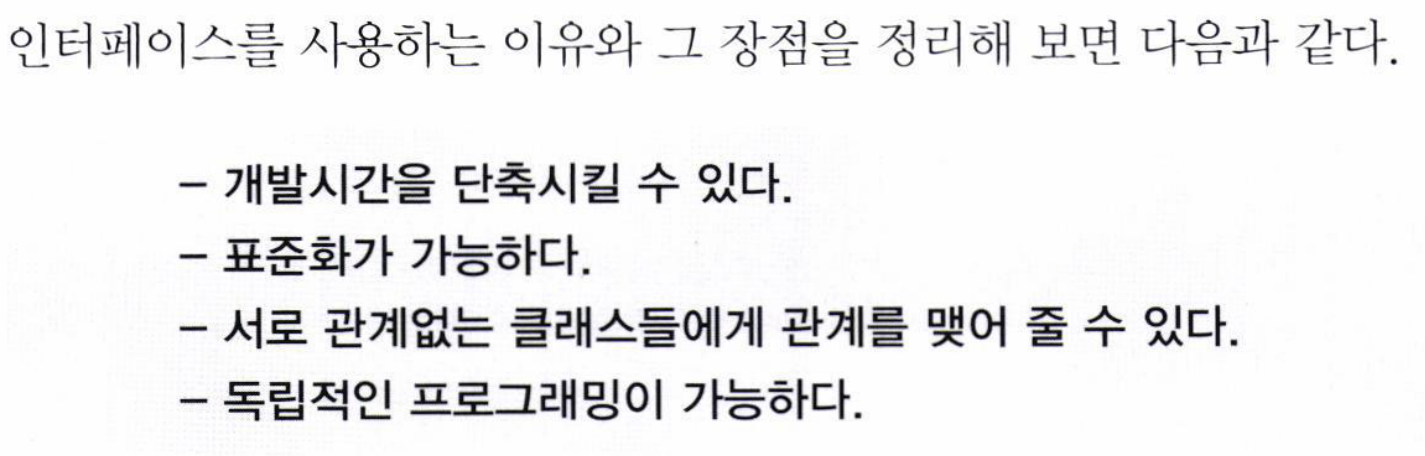 인터페이스를 사용하는 이유와 그 장점을 정리해 보면 다음과 같다.
– 개발시간을 단축시킬 수 있다.
– 표준화가 가능하다.
– 서로 관계없는 클래스들에게 관계를 맺어 줄 수 있다.
– 독립적인 프로그래밍이 가능하다.